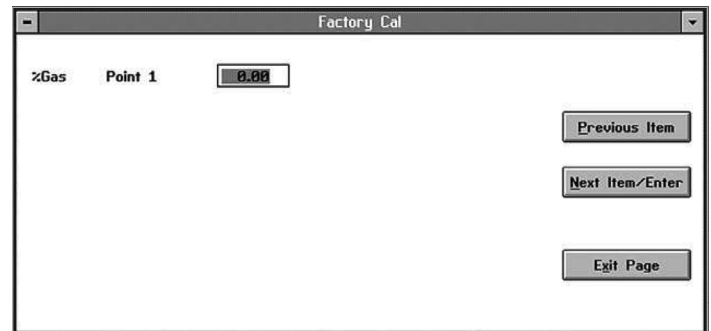 Factory Cal
%Gas Point 1 0.00
Previous Item
Next Item/Enter
Exit Page